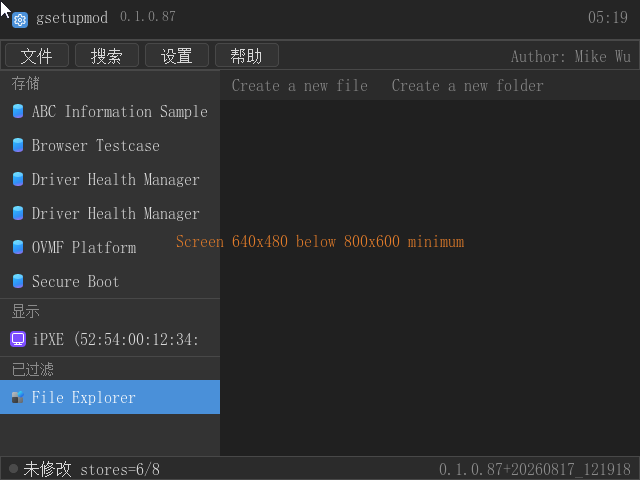 gsetupmod 0.1.0.87 05:19
文件 搜索 设置 帮助 Author: Mike Wu
存储 Create a new file Create a new folder
ABC Information Sample
Browser Testcase
Driver Health Manager
Driver Health Manager
OVMF Platform
Screen 640x480 below 800x600 minimum
Secure Boot
显示
iPXE (52:54:00:12:34:
已过滤
File Explorer
未修改 stores=6/8 0.1.0.87+20260817_121918